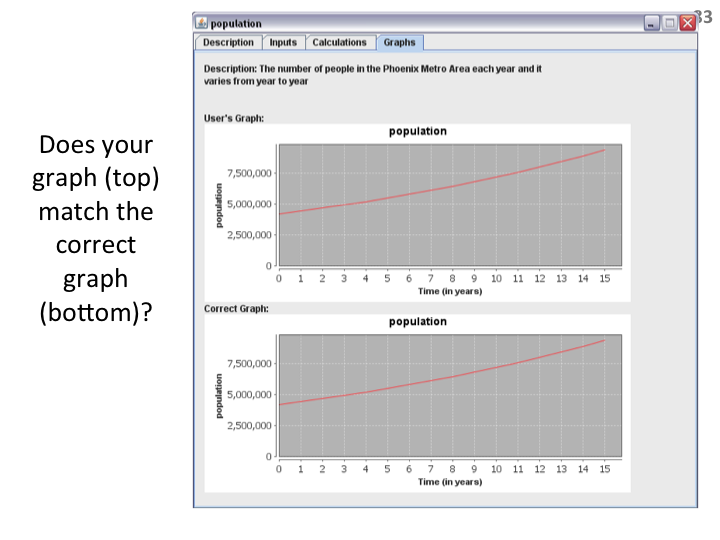 33
population
Description Inputs Calculations Graphs
Description: The number of people in the Phoenix Metro Area each year and it
varies from year to year
Does your
graph (top)
match the
correct
graph
(bottom)?
User's Graph:
population
population
7,500,000
5,000,000
2,500,000
0
0 1 2 3 4 5 6 7 8 9 10 11 12 13 14 15
Time (in years)
Correct Graph:
population
population
7,500,000
5,000,000
2,500,000
0
0 1 2 3 4 5 6 7 8 9 10 11 12 13 14 15
Time (in years)